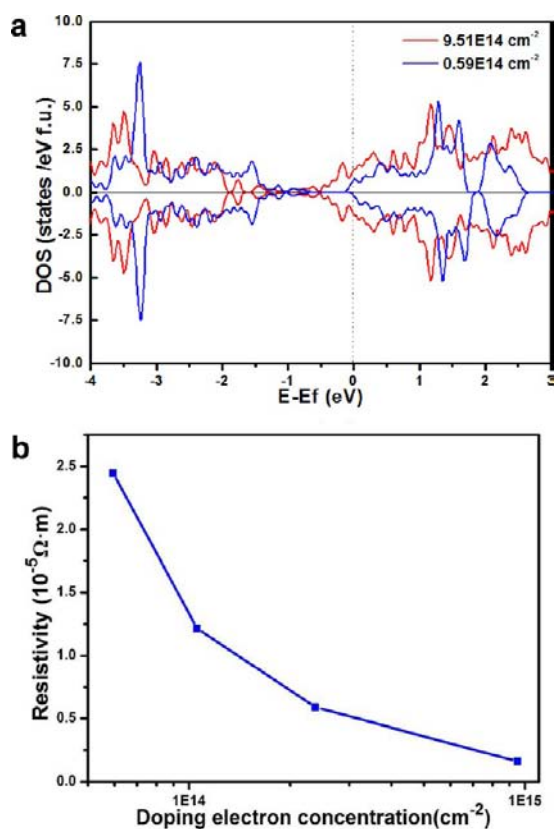 a
10.0
7.5
5.0
2.5
0.0
-2.5
-5.0
-7.5
-10.0
DOS (states /eV f.u.)
9.51E14 cm⁻²
0.59E14 cm⁻²
-4 -3 -2 -1 0 1 2 3
E-Ef (eV)
b
2.5
2.0
1.5
1.0
0.5
0.0
Resistivity (10⁻⁵Ω·m)
1E14 1E15
Doping electron concentration(cm⁻²)